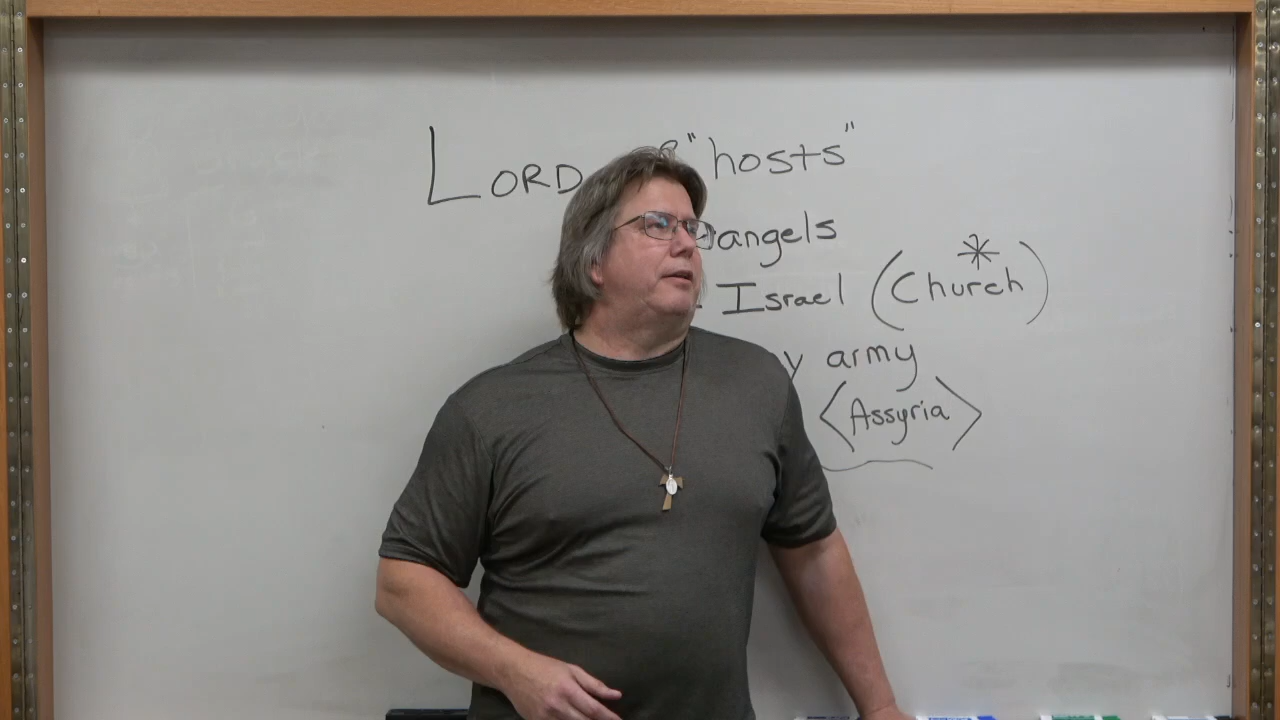 LORD "hosts"
angels
Israel (Church*)
army
<Assyria>